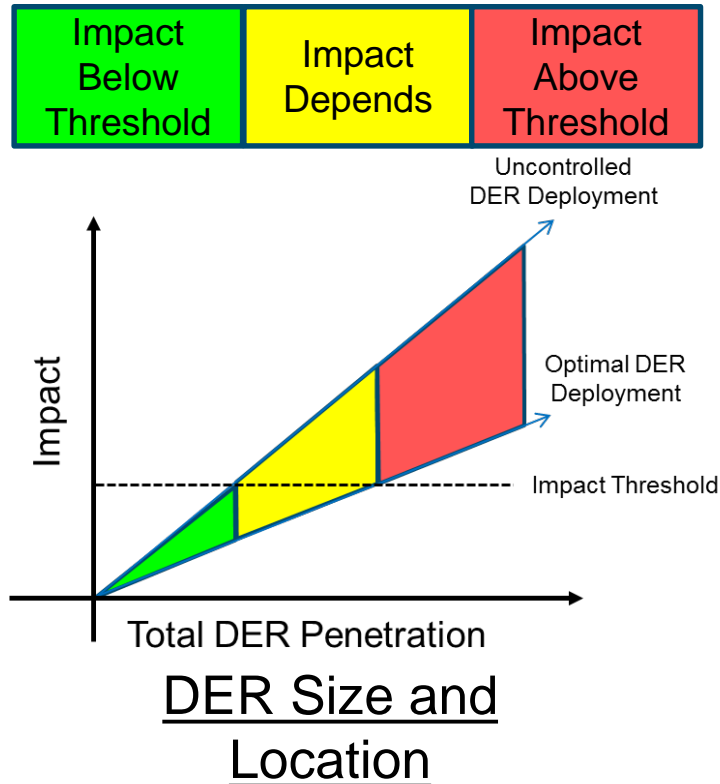 Impact
Below
Threshold
Impact
Depends
Impact
Above
Threshold
Uncontrolled
DER Deployment
Impact
Optimal DER
Deployment
Impact Threshold
Total DER Penetration
DER Size and
Location